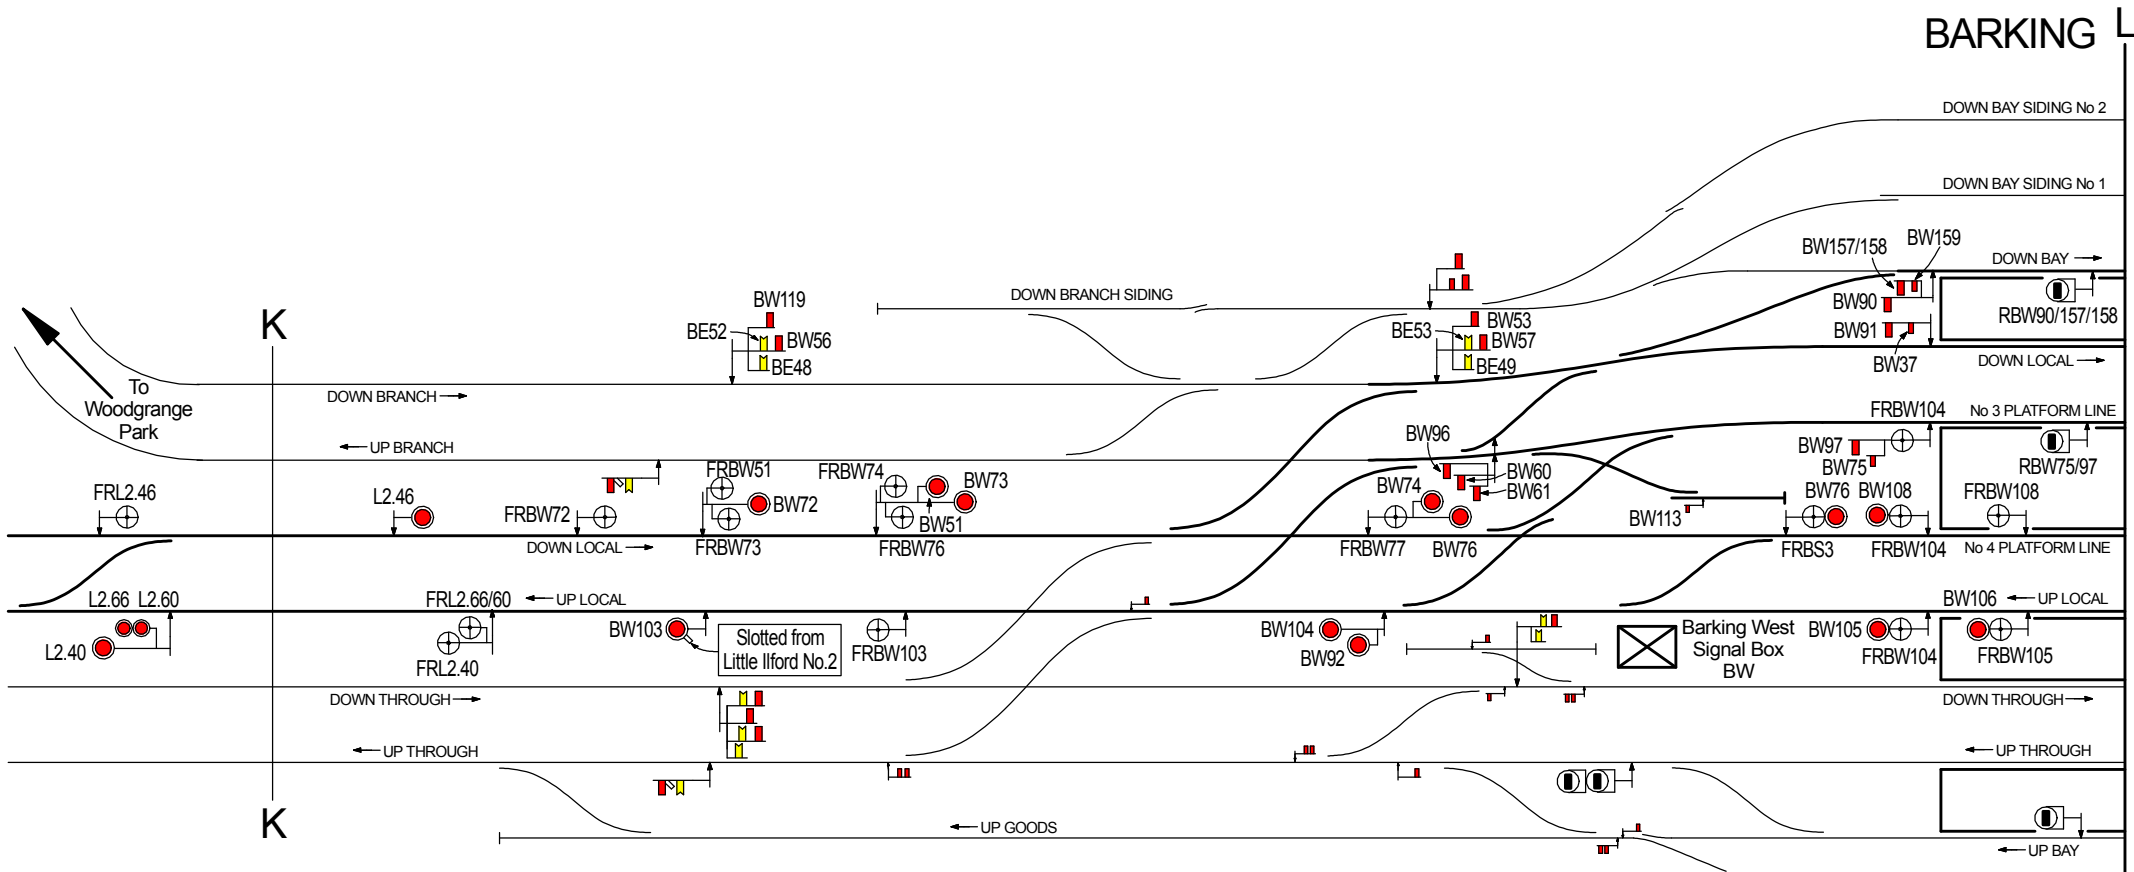 BARKING L
DOWN BAY SIDING No 2
DOWN BAY SIDING No 1
BW157/158
BW159
DOWN BAY
BW90
RBW90/157/158
BW91
BW37
DOWN LOCAL
K
BW119
BE52
BW56
BE48
DOWN BRANCH SIDING
BE53
BW53
BW57
BE49
To
Woodgrange
Park
DOWN BRANCH
UP BRANCH
FRBW104
No 3 PLATFORM LINE
BW96
BW97
BW75
RBW75/97
FRL2.46
L2.46
FRBW72
FRBW51
BW72
FRBW73
FRBW74
BW73
BW51
FRBW76
BW60
BW61
BW74
FRBW77
BW76
BW113
BW76
BW108
FRBW108
FRBS3
FRBW104
No 4 PLATFORM LINE
DOWN LOCAL
L2.66
L2.60
L2.40
FRL2.66/60
FRL2.40
UP LOCAL
BW103
Slotted from
Little Ilford No.2
FRBW103
BW104
BW92
Barking West
Signal Box
BW
BW106
UP LOCAL
BW105
FRBW104
FRBW105
DOWN THROUGH
DOWN THROUGH
UP THROUGH
UP THROUGH
K
UP GOODS
UP BAY